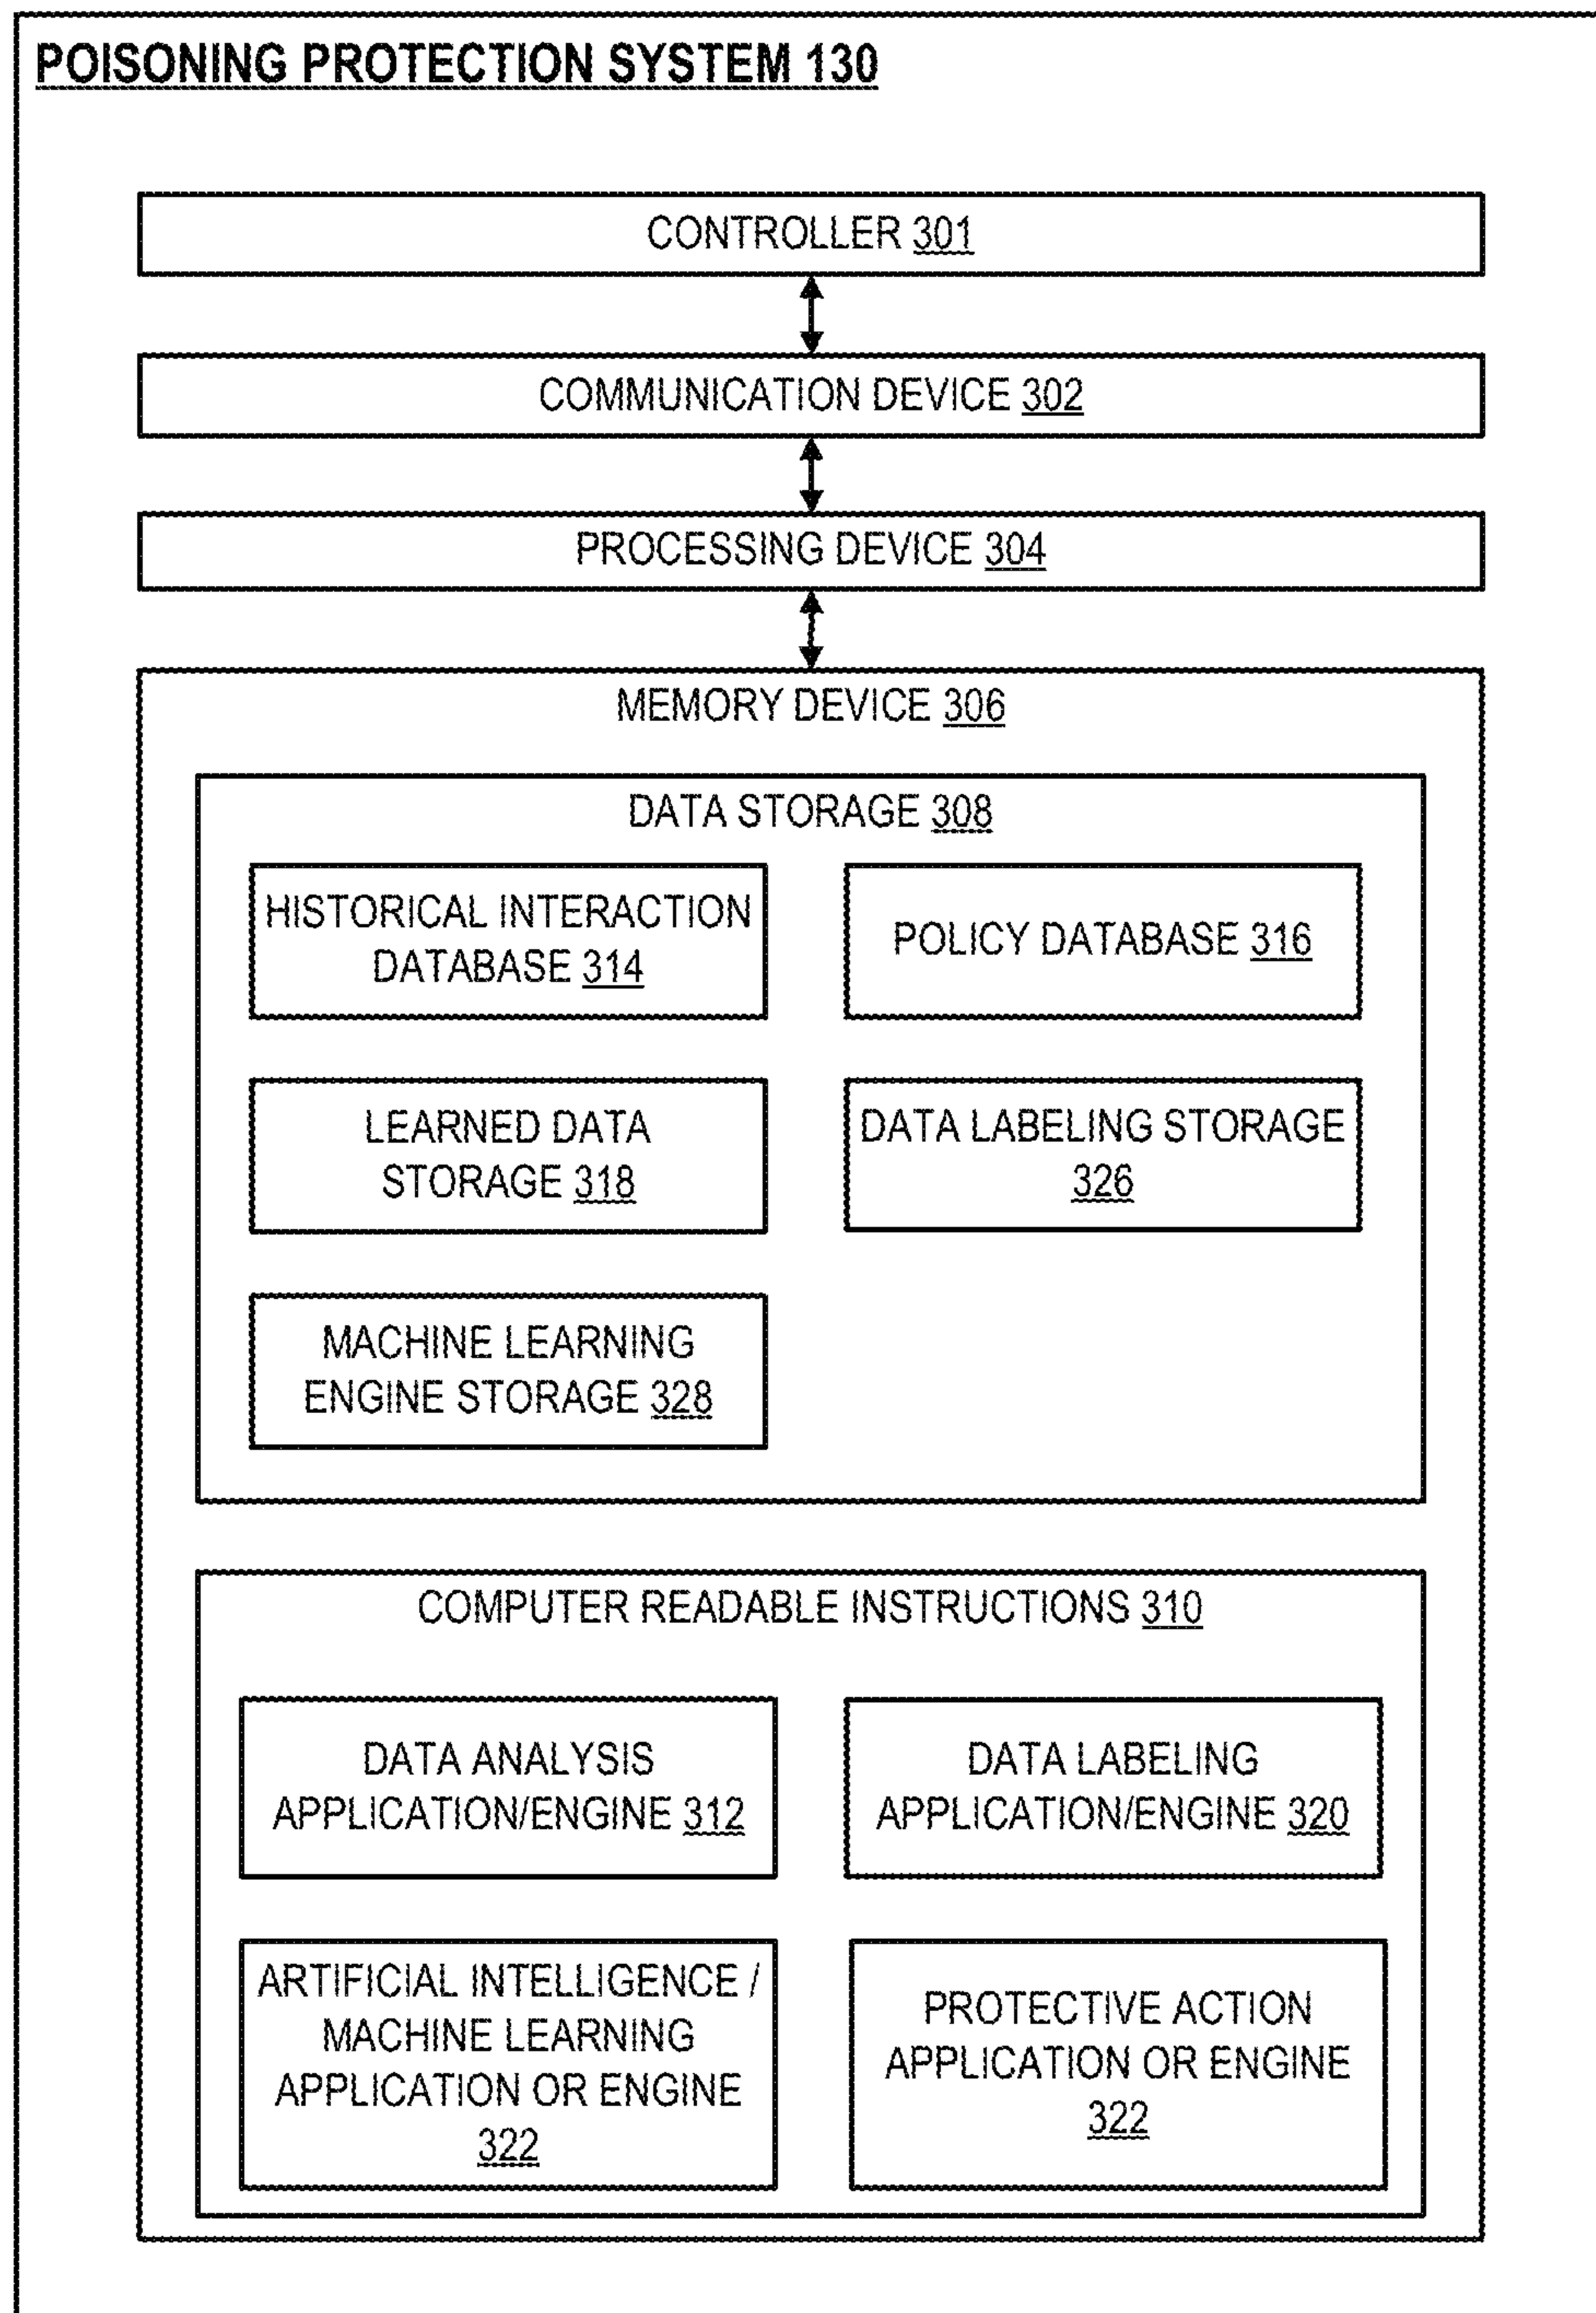 POISONING PROTECTION SYSTEM 130
CONTROLLER 301
COMMUNICATION DEVICE 302
PROCESSING DEVICE 304
MEMORY DEVICE 306
DATA STORAGE 308
HISTORICAL INTERACTION
DATABASE 314
POLICY DATABASE 316
LEARNED DATA
STORAGE 318
DATA LABELING STORAGE
326
MACHINE LEARNING
ENGINE STORAGE 328
COMPUTER READABLE INSTRUCTIONS 310
DATA ANALYSIS
APPLICATION/ENGINE 312
DATA LABELING
APPLICATION/ENGINE 320
ARTIFICIAL INTELLIGENCE /
MACHINE LEARNING
APPLICATION OR ENGINE
322
PROTECTIVE ACTION
APPLICATION OR ENGINE
322